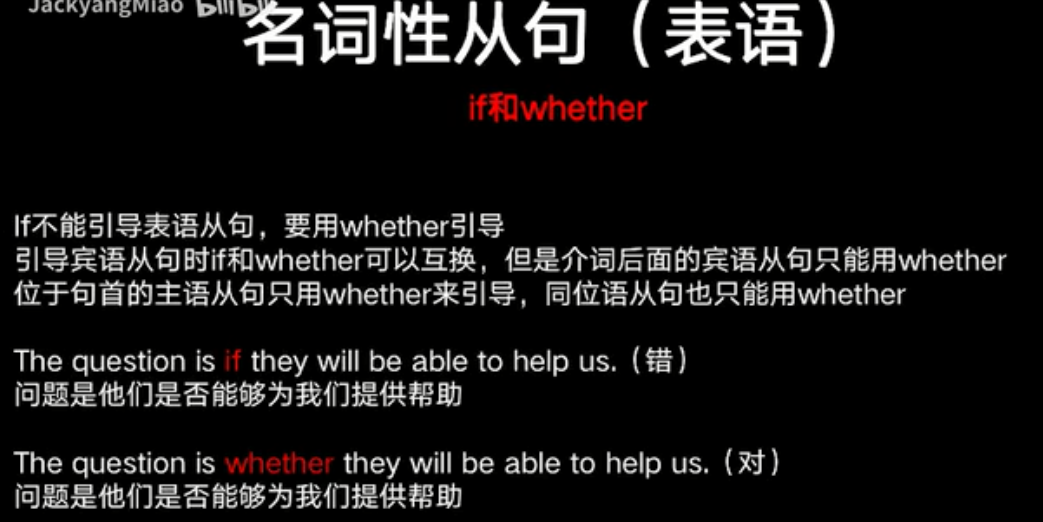 JackyangMiao bilibili
名词性从句（表语）
if和whether
If不能引导表语从句，要用whether引导
引导宾语从句时if和whether可以互换，但是介词后面的宾语从句只能用whether
位于句首的主语从句只用whether来引导，同位语从句也只能用whether
The question is if they will be able to help us.（错）
问题是他们是否能够为我们提供帮助
The question is whether they will be able to help us.（对）
问题是他们是否能够为我们提供帮助